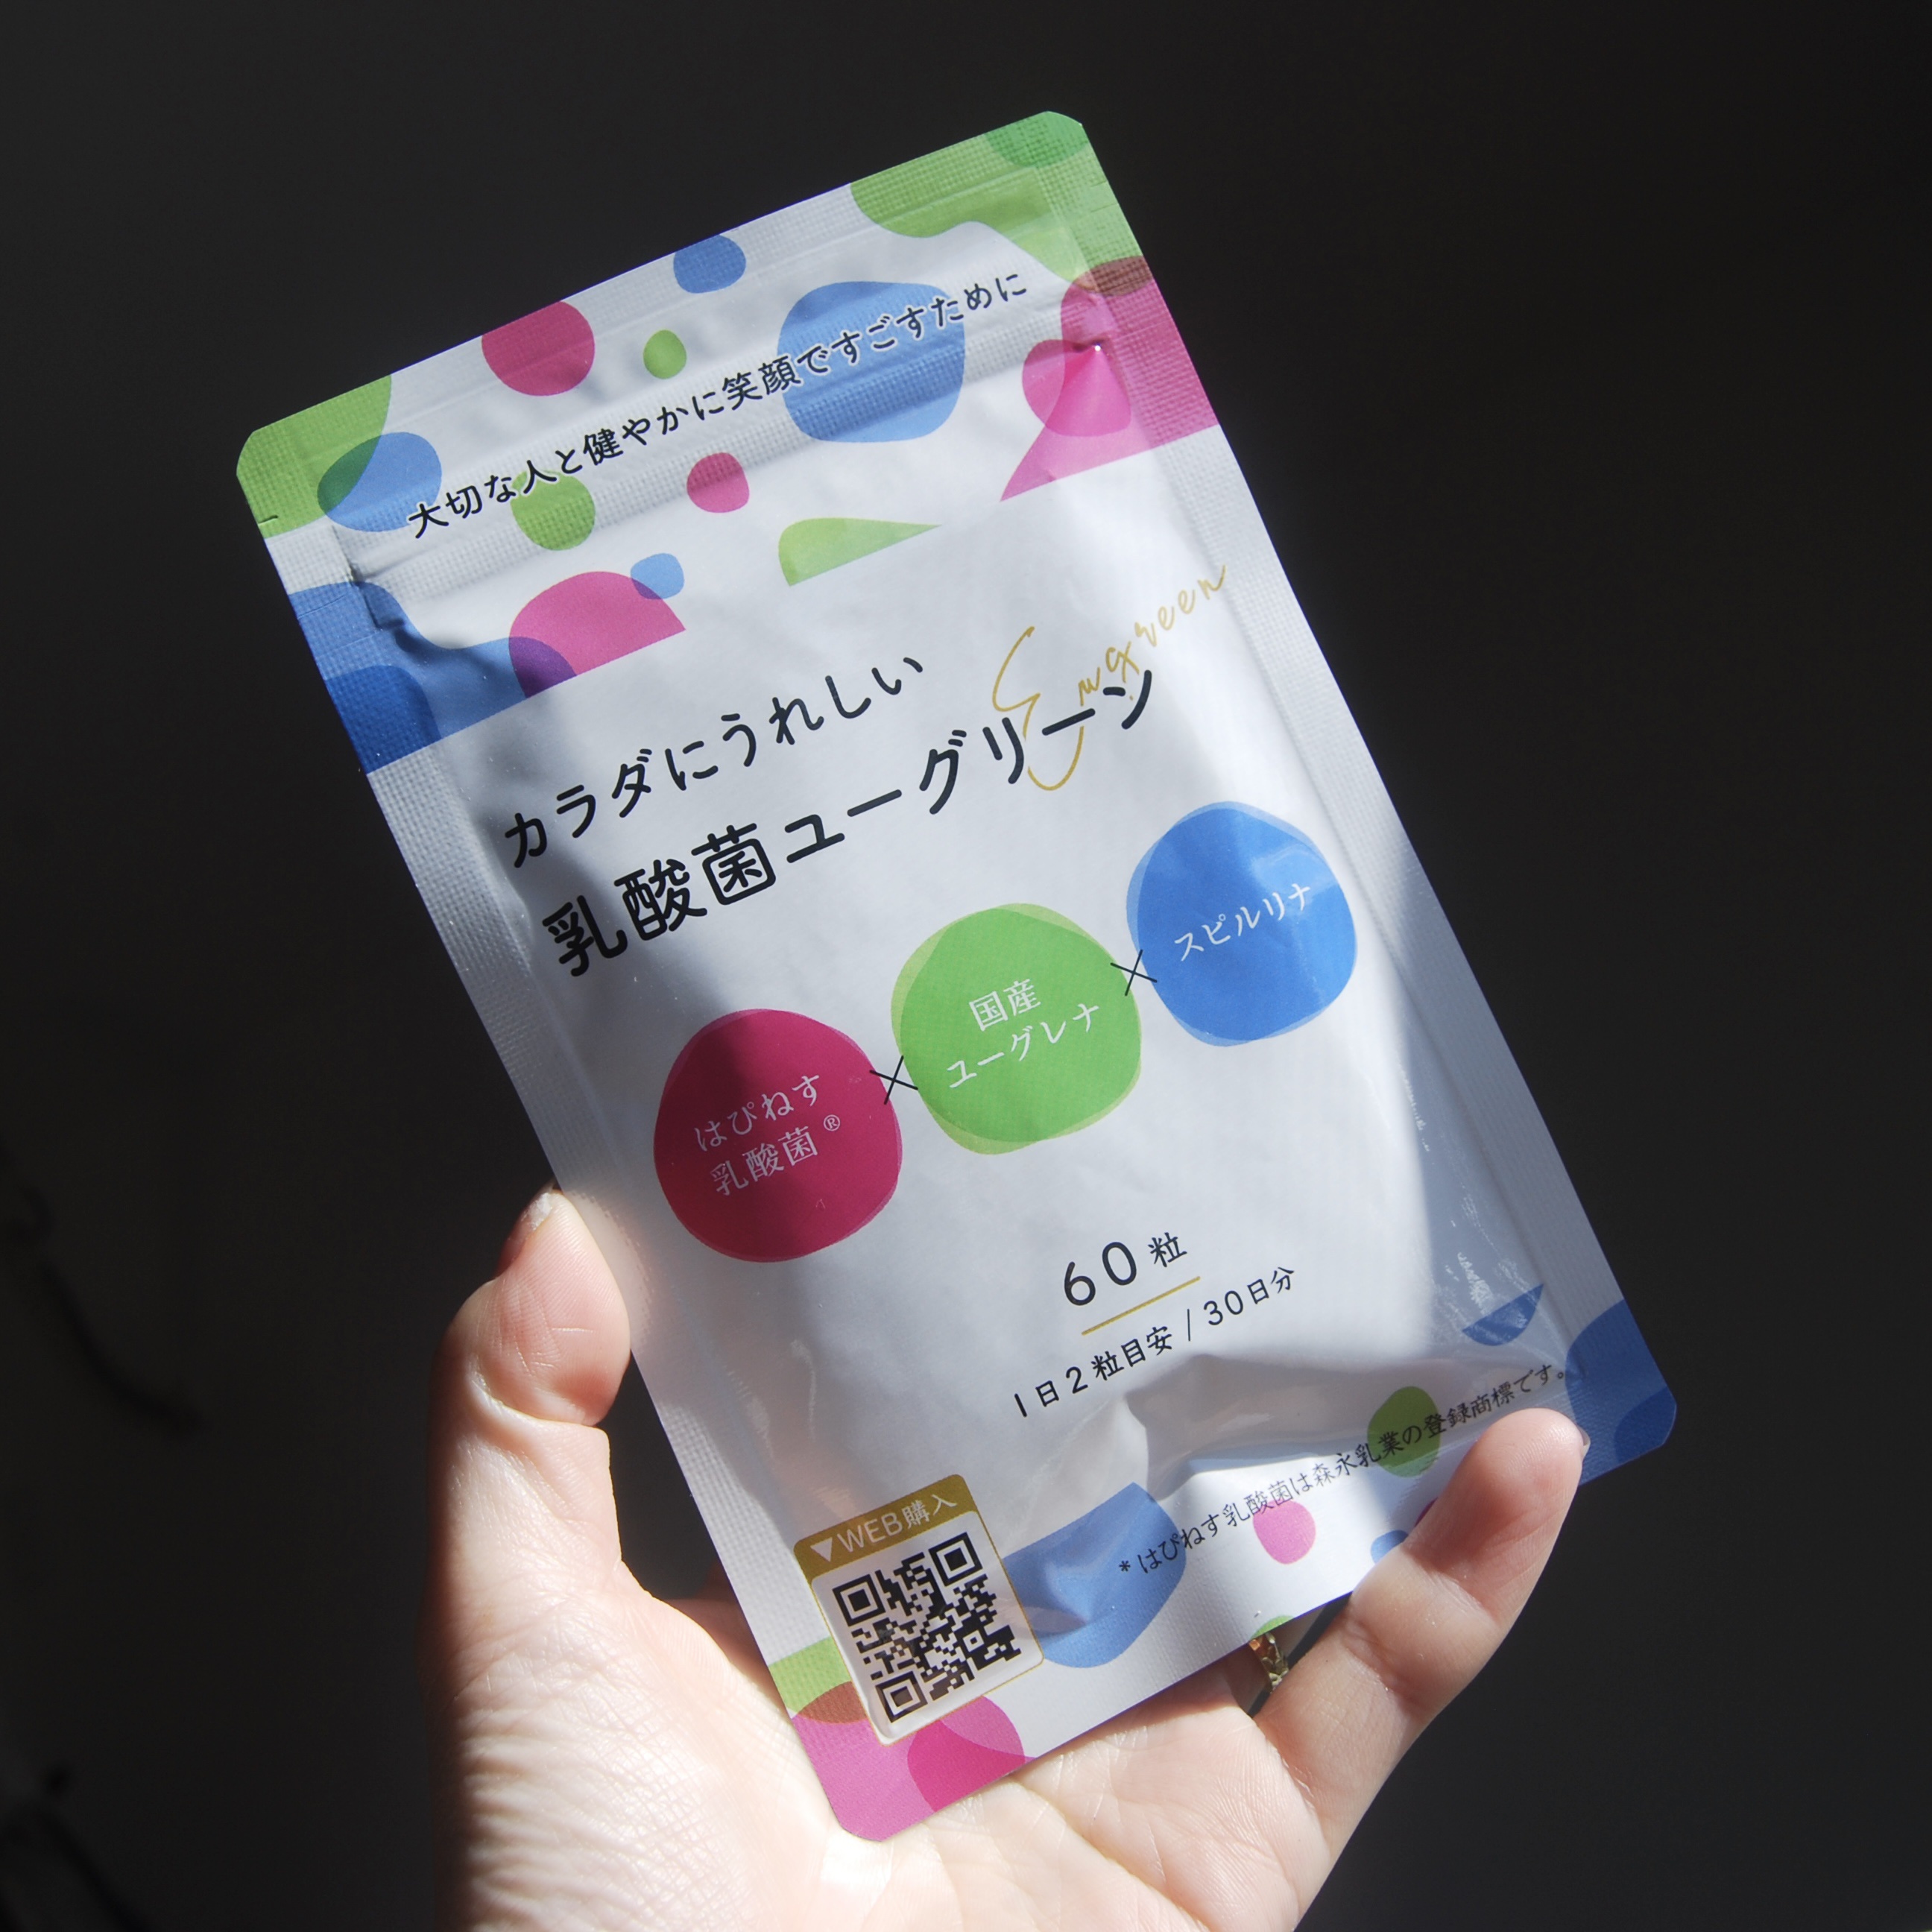 大切な人と健やかに笑顔ですごすために
Eugreen
カラダにうれしい
乳酸菌ユーグリーン
はぴねす
乳酸菌®
×
国産
ユーグレナ
×
スピルリナ
60粒
1日2粒目安/30日分
▼WEB購入
*はぴねす乳酸菌は森永乳業の登録商標です。